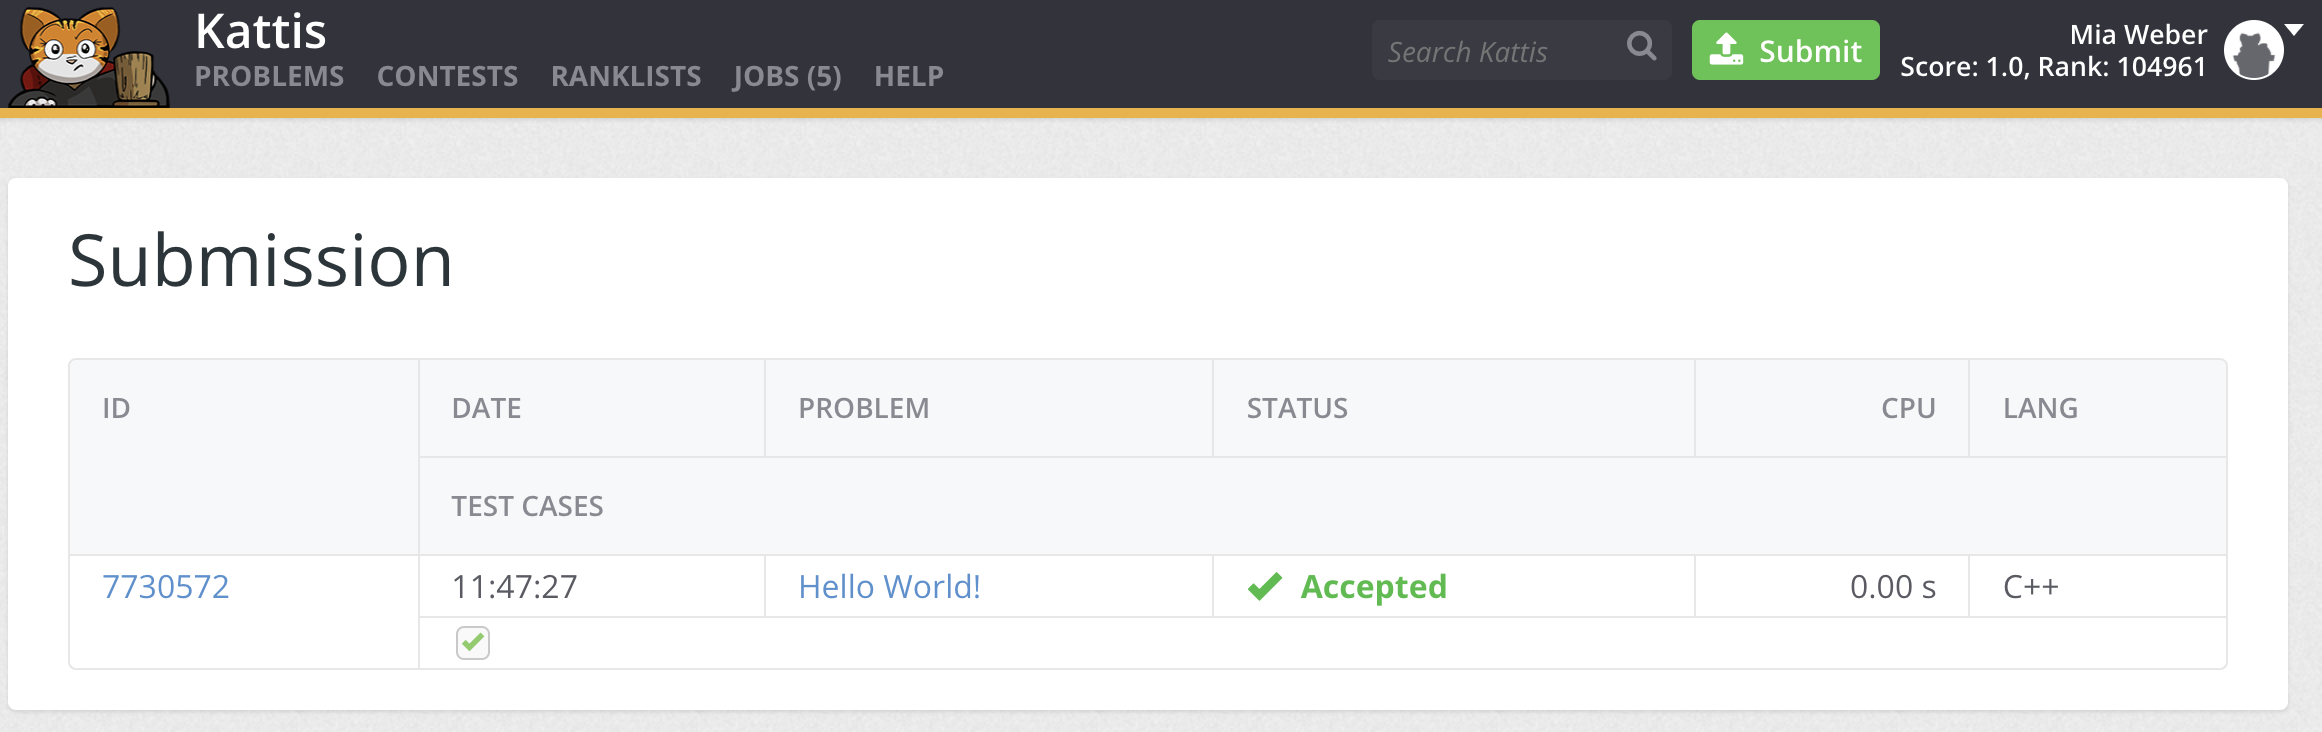 Kattis
PROBLEMS CONTESTS RANKLISTS JOBS (5) HELP
Search Kattis
Submit
Mia Weber
Score: 1.0, Rank: 104961
Submission
ID DATE PROBLEM STATUS CPU LANG
TEST CASES
7730572 11:47:27 Hello World! Accepted 0.00 s C++